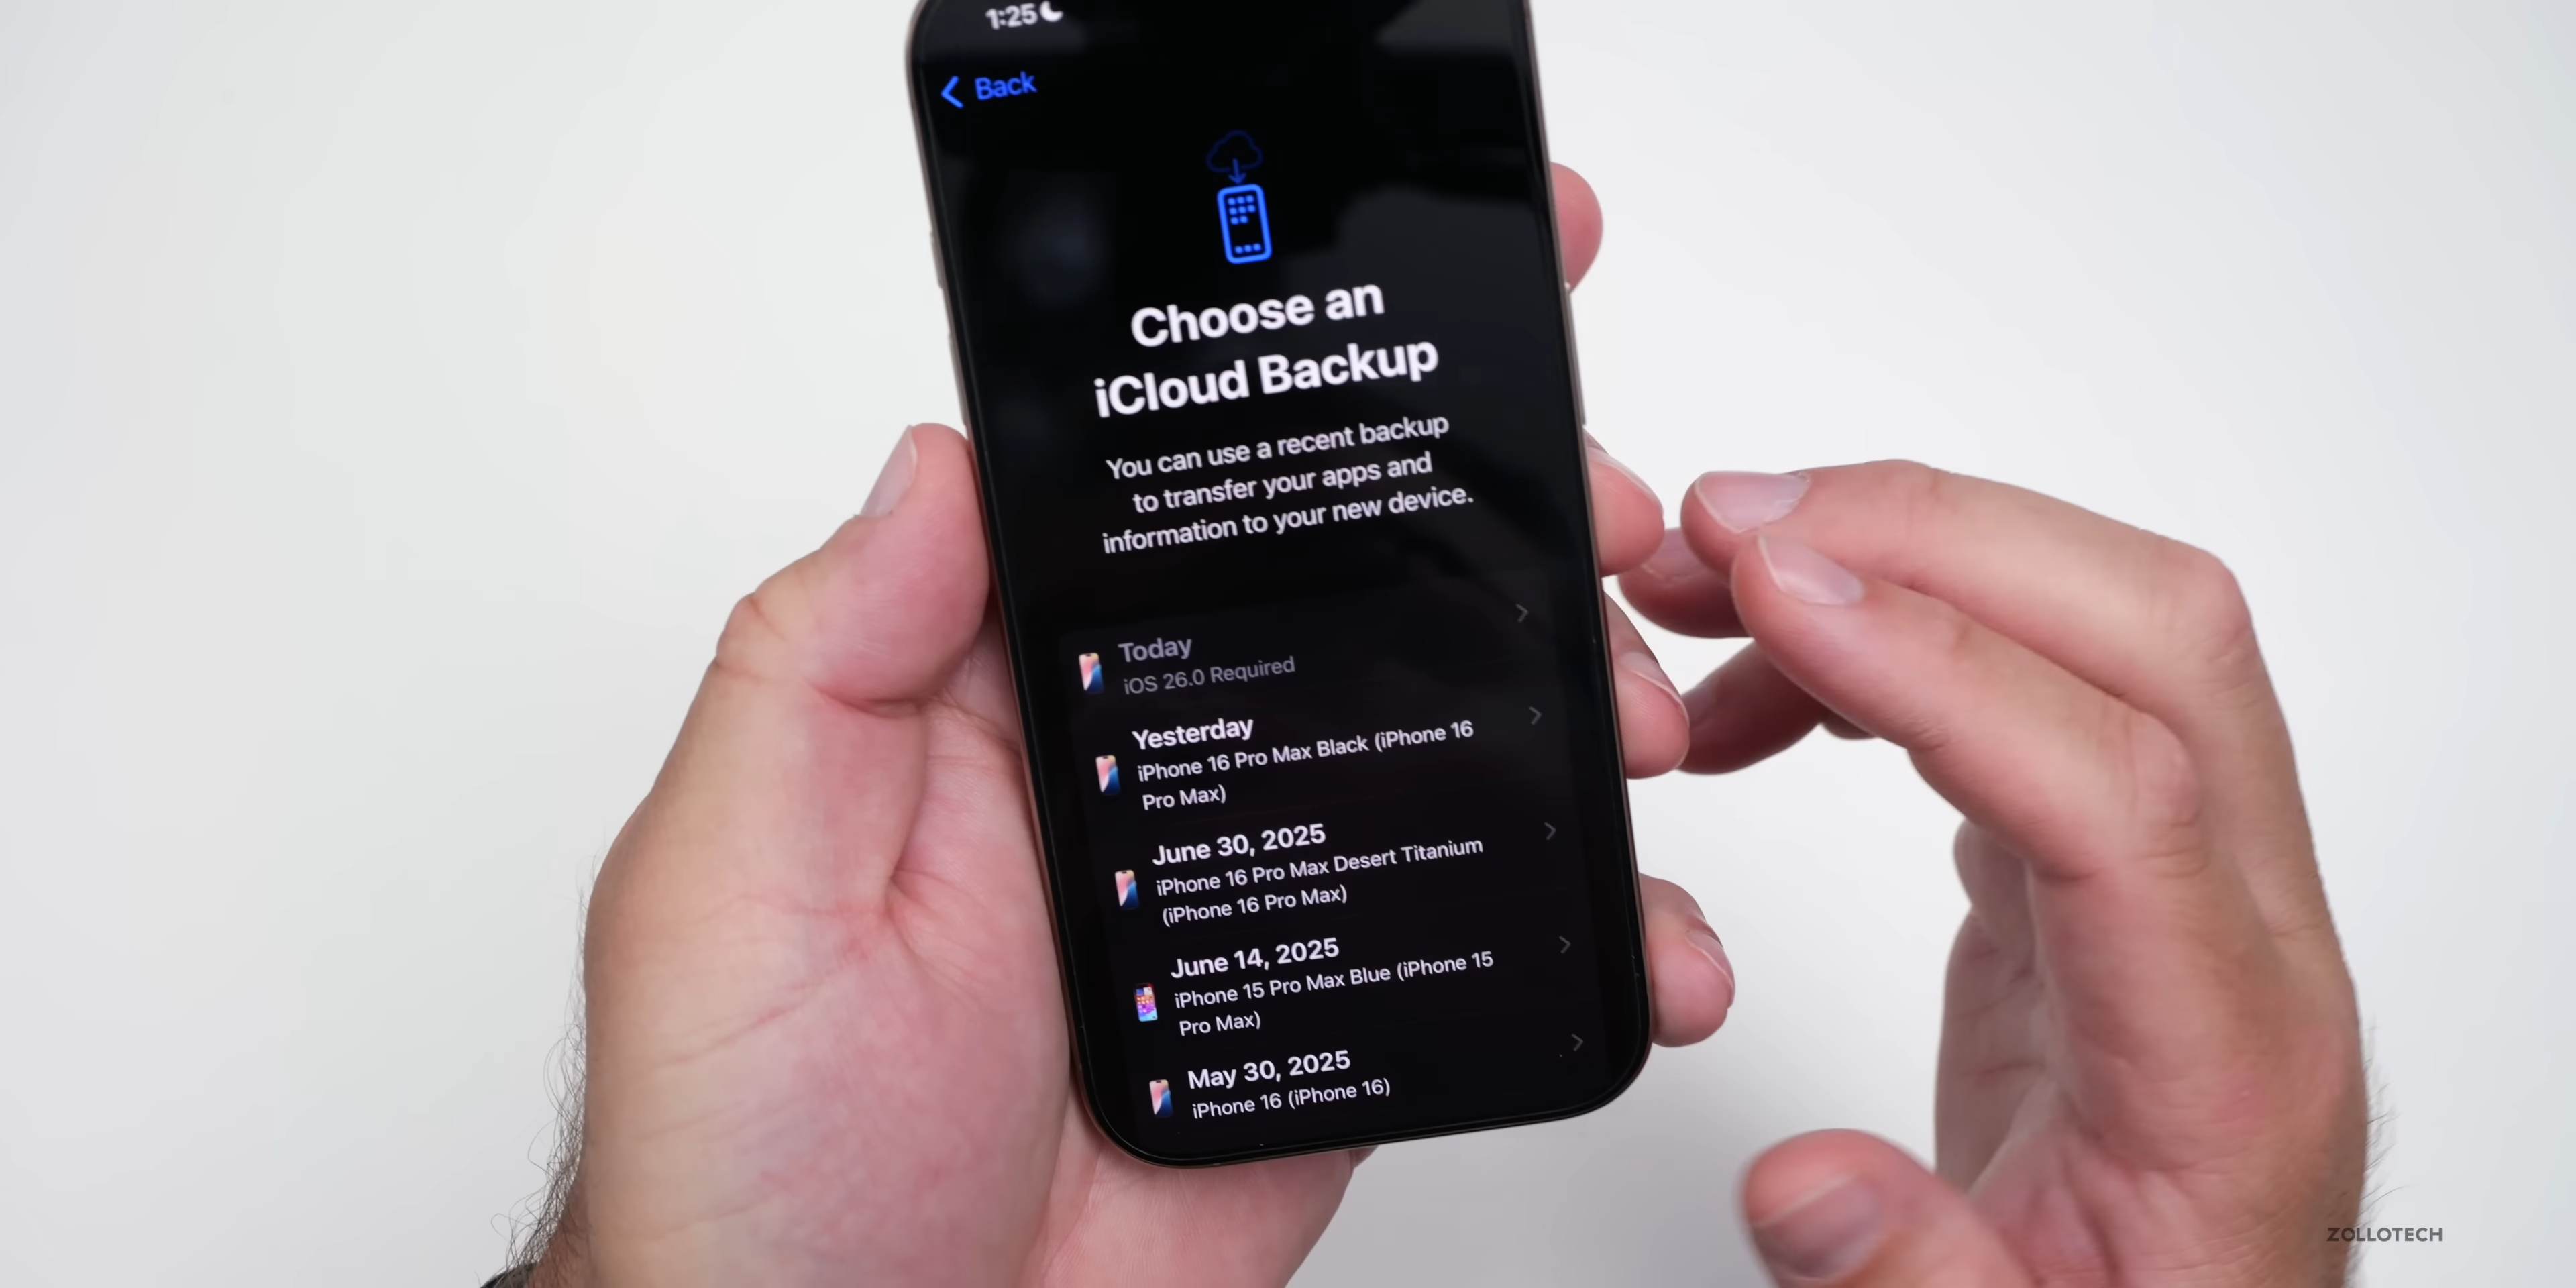 1:25
Back
Choose an
iCloud Backup
You can use a recent backup
to transfer your apps and
information to your new device.
Today
iOS 26.0 Required
Yesterday
iPhone 16 Pro Max Black (iPhone 16
Pro Max)
June 30, 2025
iPhone 16 Pro Max Desert Titanium
(iPhone 16 Pro Max)
June 14, 2025
iPhone 15 Pro Max Blue (iPhone 15
Pro Max)
May 30, 2025
iPhone 16 (iPhone 16)
ZOLLOTECH